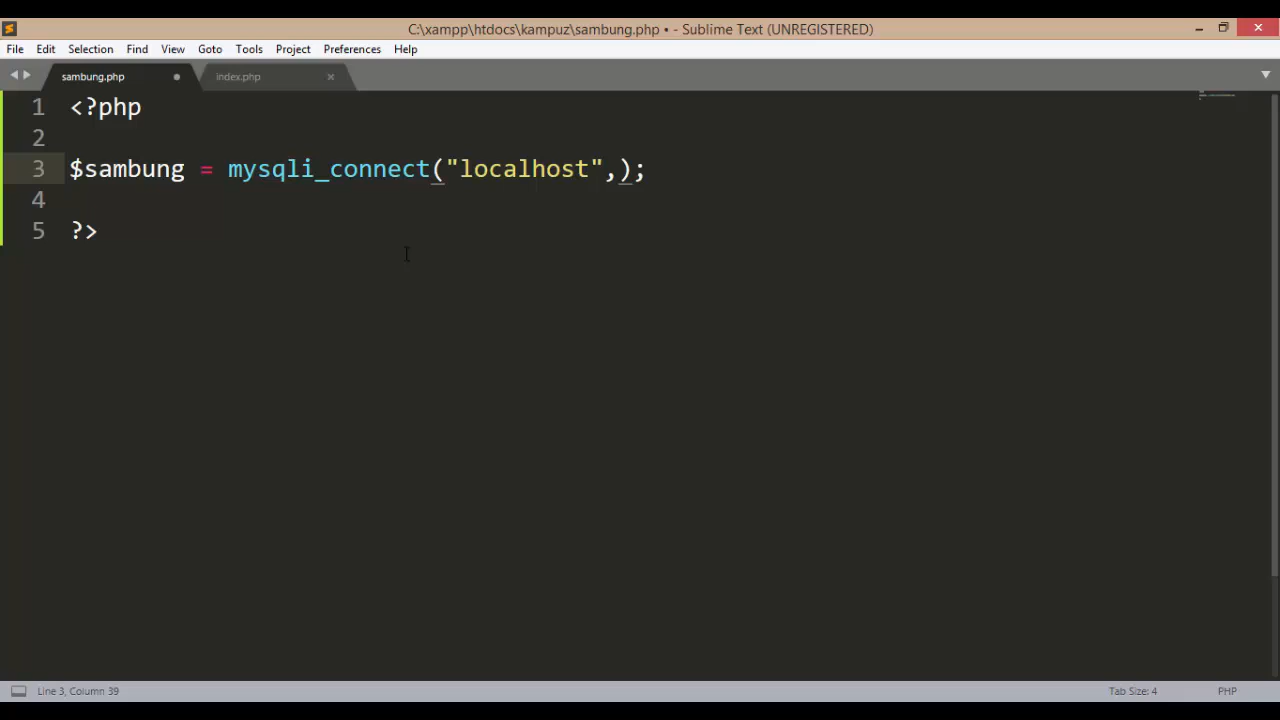 C:\xampp\htdocs\kampuz\sambung.php • - Sublime Text (UNREGISTERED)
File Edit Selection Find View Goto Tools Project Preferences Help
sambung.php index.php
1 <?php
2
3 $sambung = mysqli_connect("localhost",);
4
5 ?>
Line 3, Column 39 Tab Size: 4 PHP